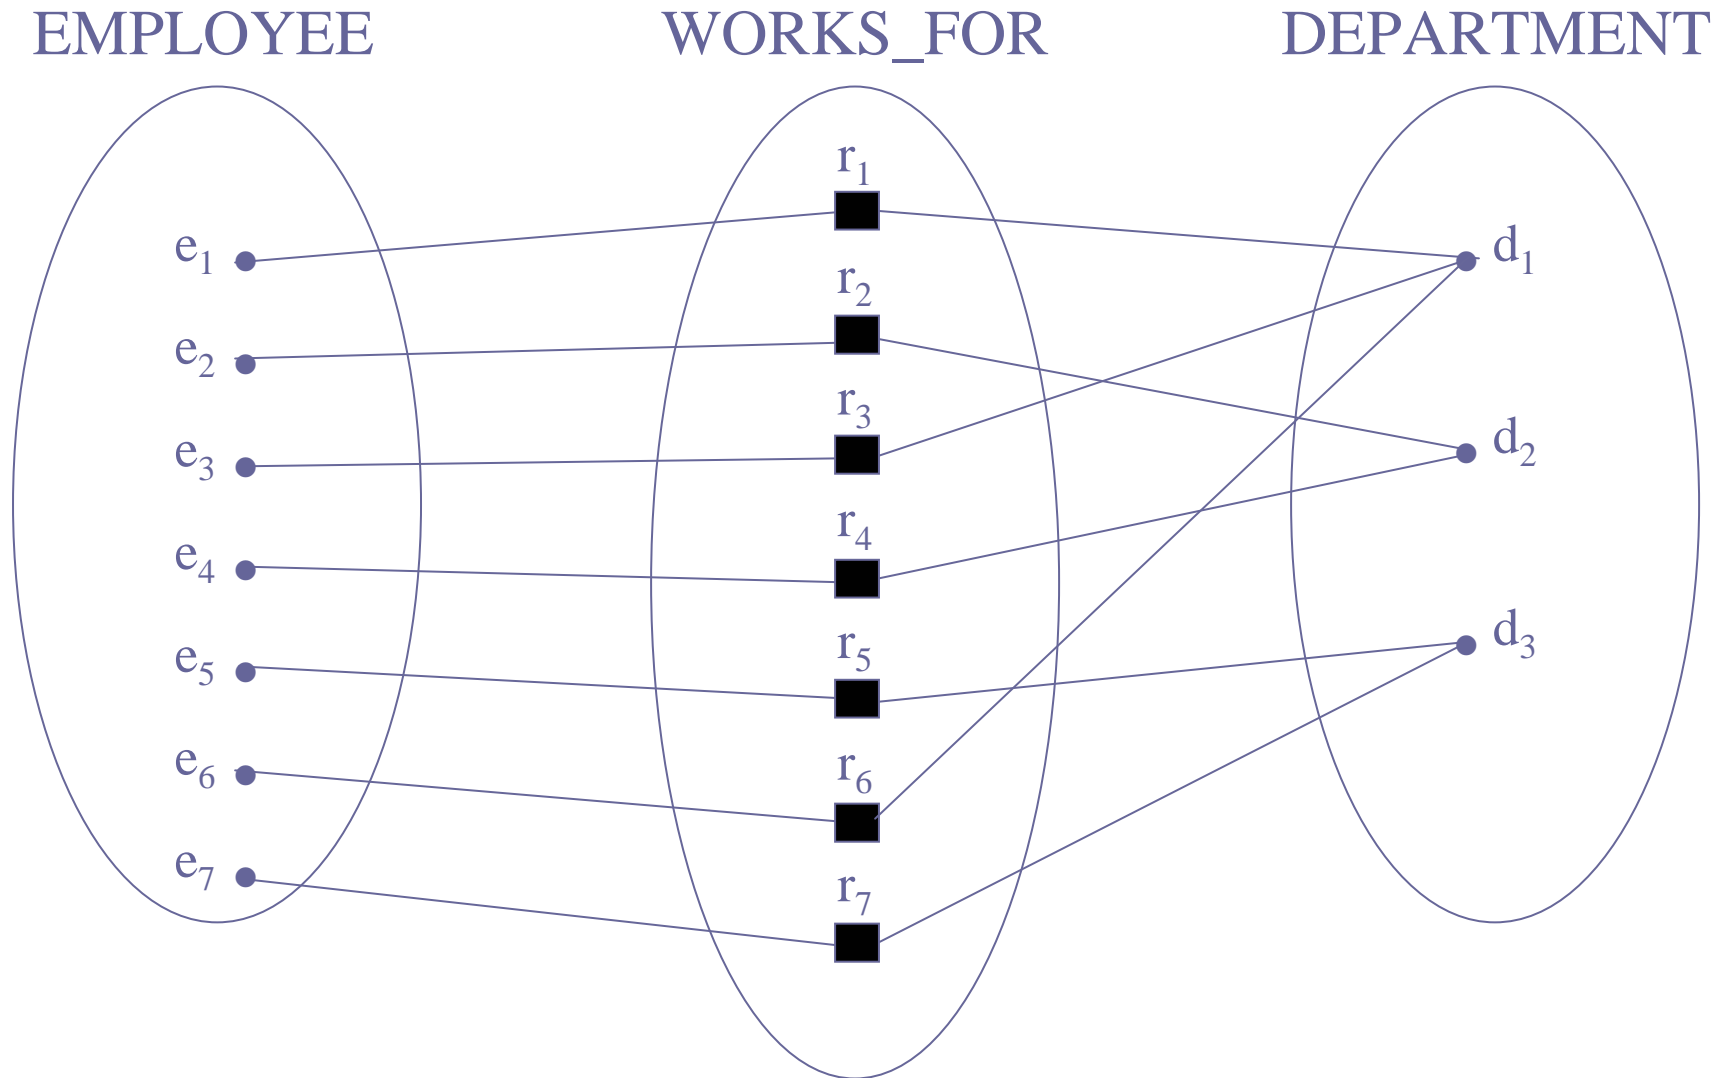 EMPLOYEE WORKS_FOR DEPARTMENT
r₁
e₁ d₁
r₂
e₂
r₃
e₃ d₂
r₄
e₄
r₅ d₃
e₅
r₆
e₆
r₇
e₇